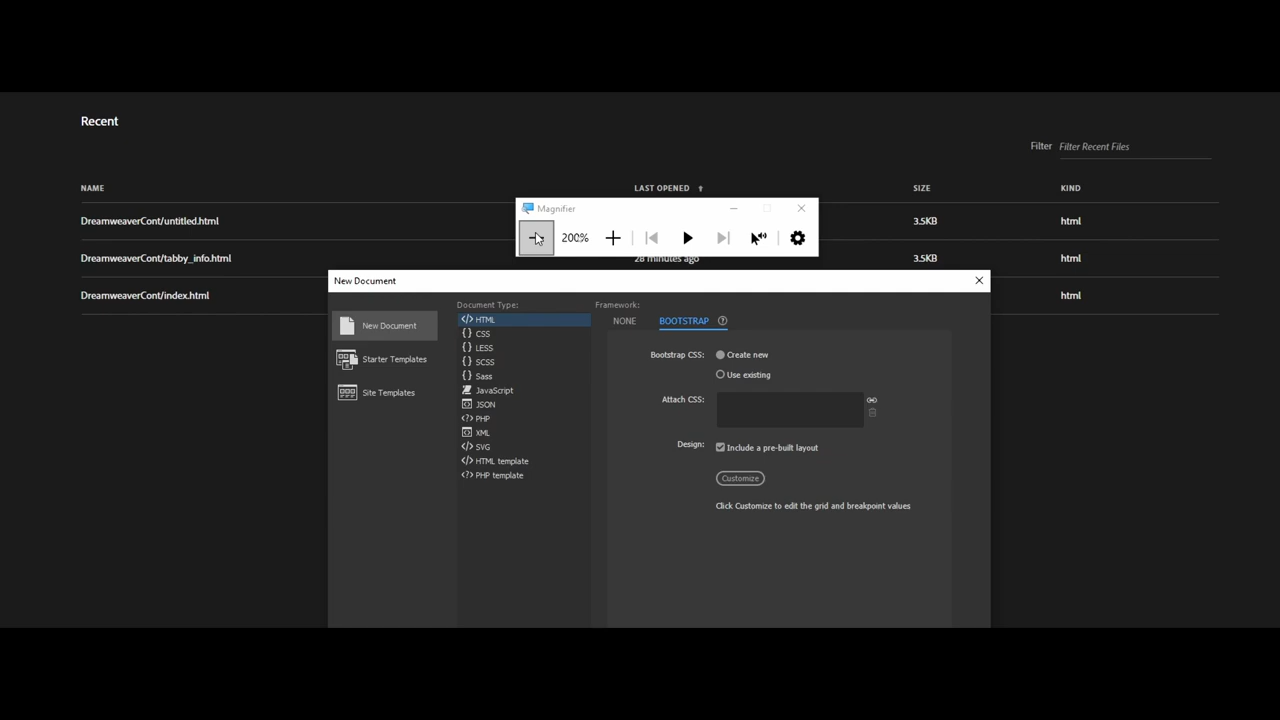 Recent
Filter Filter Recent Files
NAME LAST OPENED SIZE KIND
Magnifier
DreamweaverCont/untitled.html 3.5KB html
200%
DreamweaverCont/tabby_info.html 28 minutes ago 3.5KB html
New Document
DreamweaverCont/index.html html
Document Type: Framework:
New Document
Starter Templates
Site Templates
HTML
CSS
LESS
SCSS
Sass
JavaScript
JSON
PHP
XML
SVG
HTML template
PHP template
NONE BOOTSTRAP ?
Bootstrap CSS: Create new
Use existing
Attach CSS:
Design: Include a pre-built layout
Customize
Click Customize to edit the grid and breakpoint values